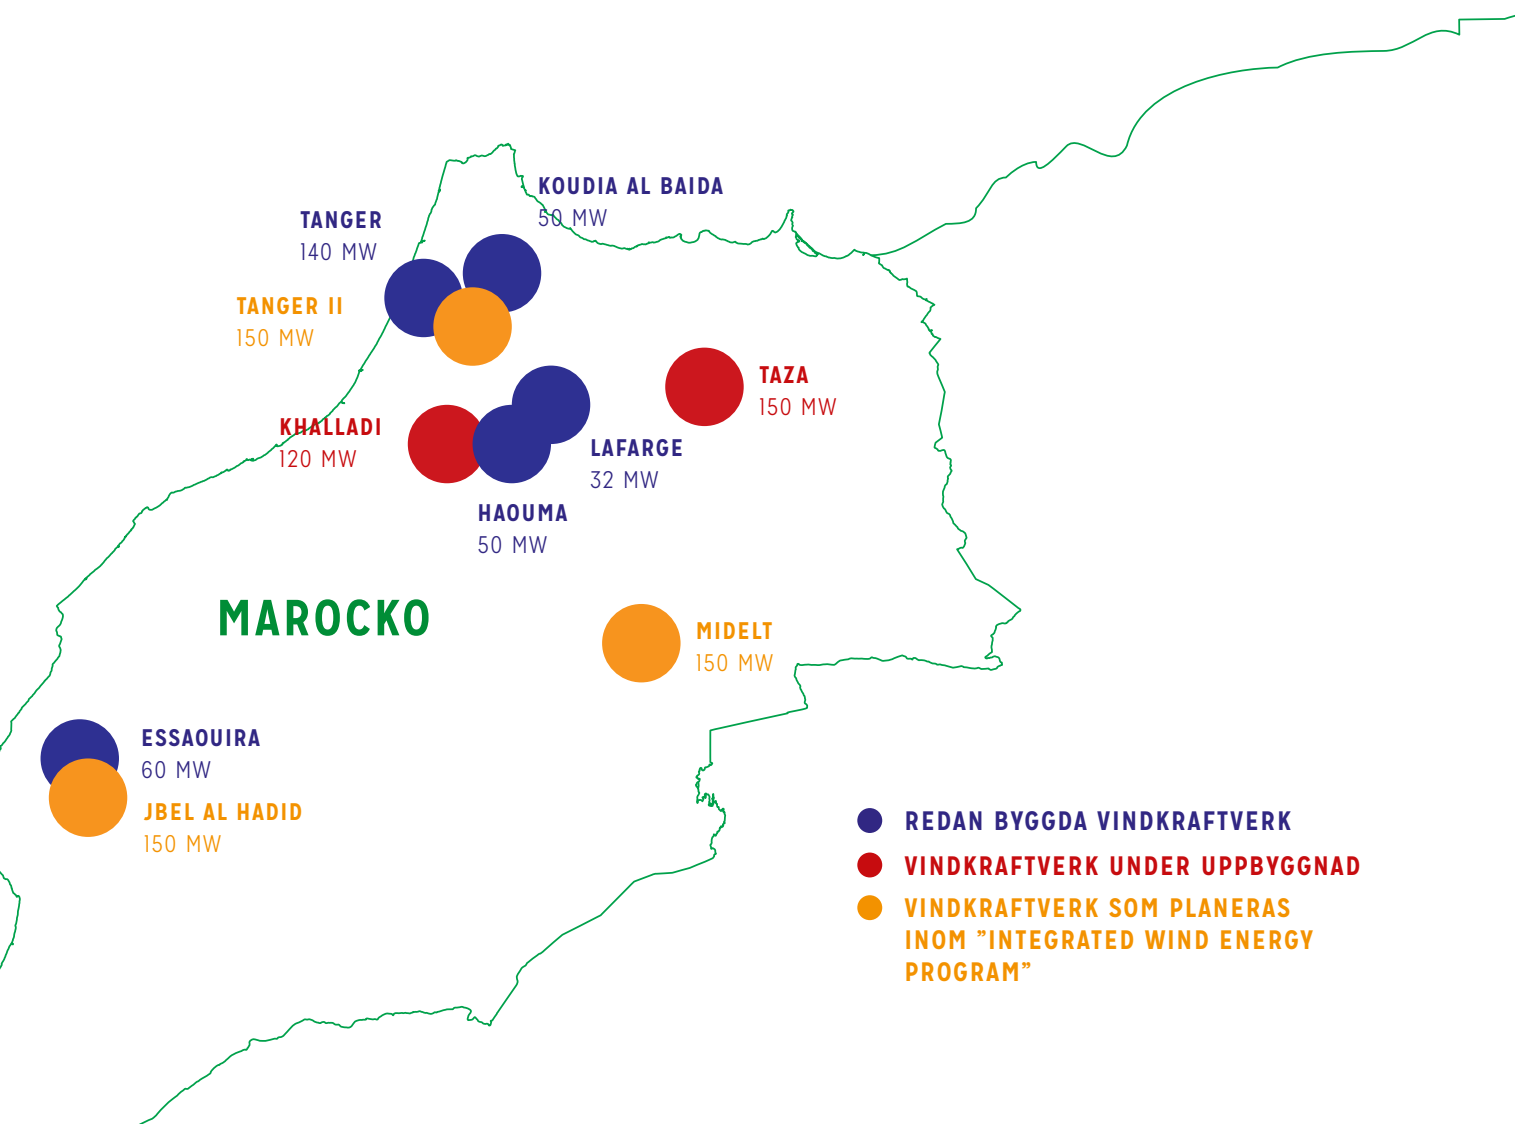 KOUDIA AL BAIDA
50 MW
TANGER
140 MW
TANGER II
150 MW
TAZA
150 MW
KHALLADI
120 MW
LAFARGE
32 MW
HAOUMA
50 MW
MAROCKO
MIDELT
150 MW
ESSAOUIRA
60 MW
JBEL AL HADID
150 MW
REDAN BYGGDA VINDKRAFTVERK
VINDKRAFTVERK UNDER UPPBYGGNAD
VINDKRAFTVERK SOM PLANERAS
INOM ”INTEGRATED WIND ENERGY
PROGRAM”